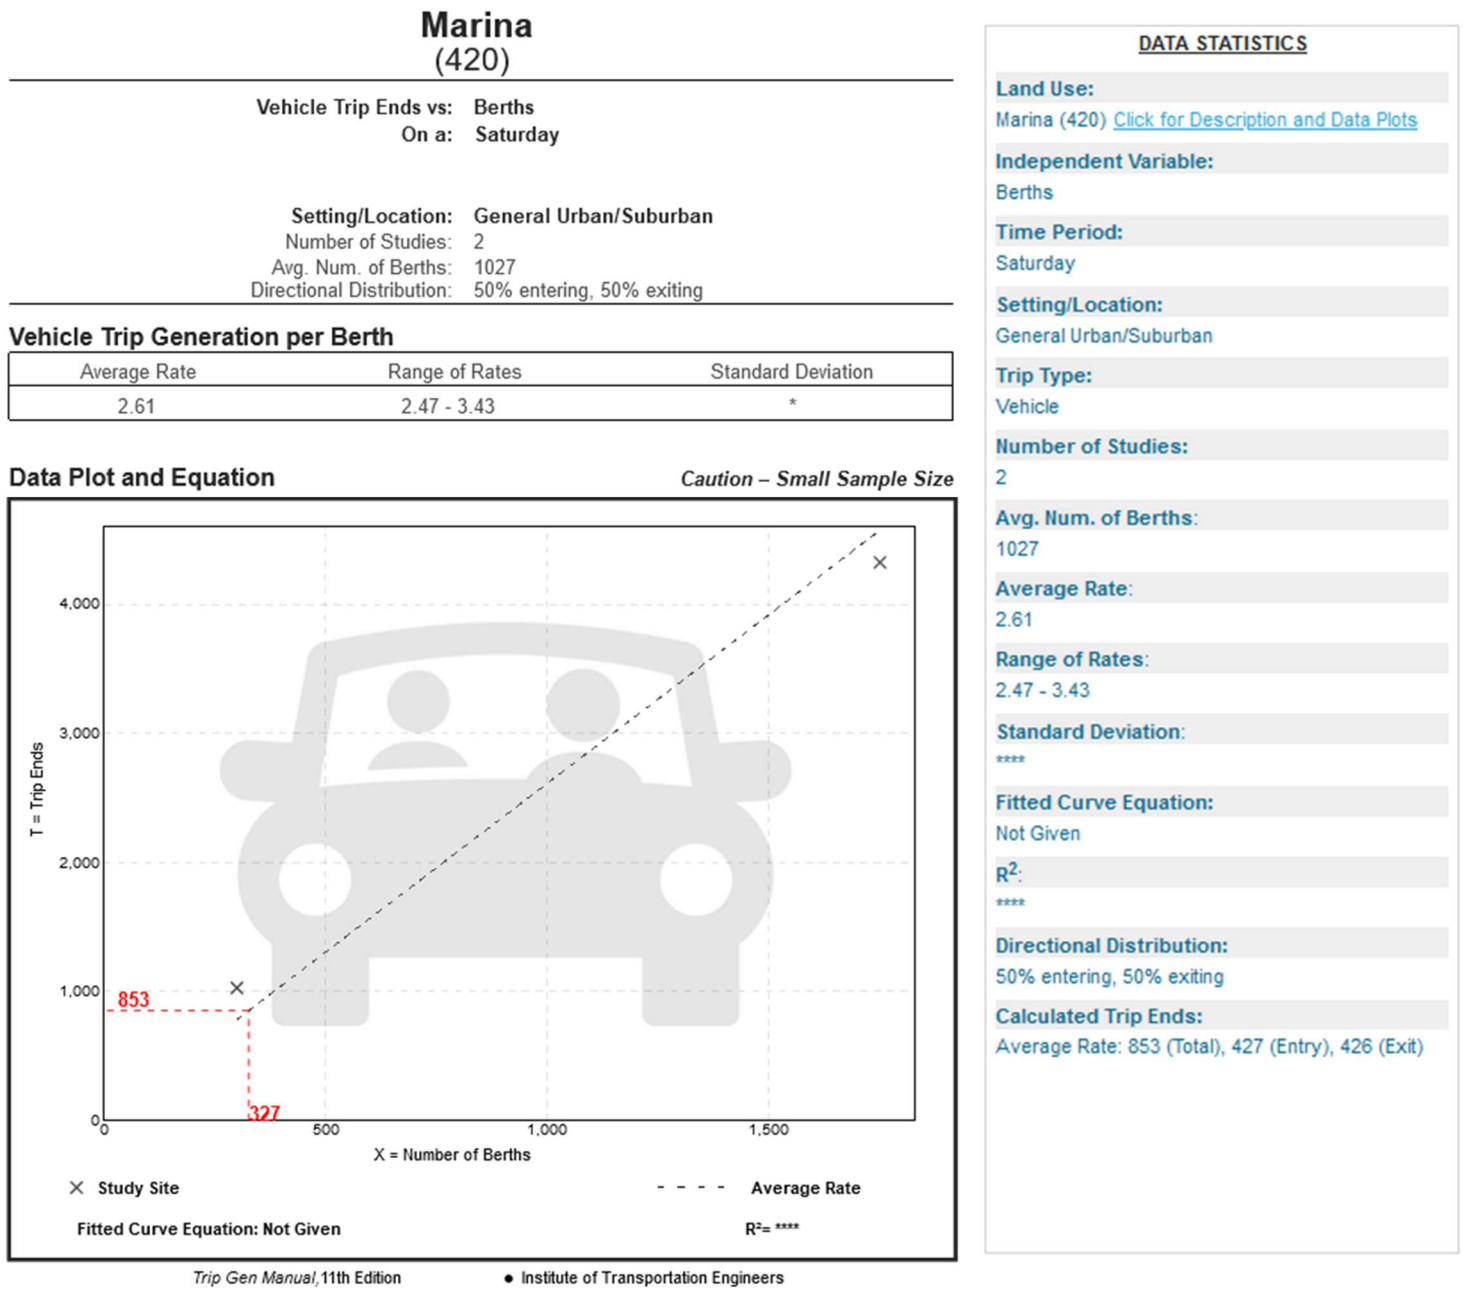 Marina
(420)
Vehicle Trip Ends vs: Berths
On a: Saturday
Setting/Location: General Urban/Suburban
Number of Studies: 2
Avg. Num. of Berths: 1027
Directional Distribution: 50% entering, 50% exiting
Vehicle Trip Generation per Berth
Average Rate Range of Rates Standard Deviation
2.61 2.47 - 3.43 *
Data Plot and Equation Caution – Small Sample Size
4,000
3,000
2,000
1,000
0
T = Trip Ends
853
327
0 500 1,000 1,500
X = Number of Berths
× Study Site - - - - Average Rate
Fitted Curve Equation: Not Given R²= ****
Trip Gen Manual, 11th Edition ● Institute of Transportation Engineers
DATA STATISTICS
Land Use:
Marina (420) Click for Description and Data Plots
Independent Variable:
Berths
Time Period:
Saturday
Setting/Location:
General Urban/Suburban
Trip Type:
Vehicle
Number of Studies:
2
Avg. Num. of Berths:
1027
Average Rate:
2.61
Range of Rates:
2.47 - 3.43
Standard Deviation:
****
Fitted Curve Equation:
Not Given
R²:
****
Directional Distribution:
50% entering, 50% exiting
Calculated Trip Ends:
Average Rate: 853 (Total), 427 (Entry), 426 (Exit)